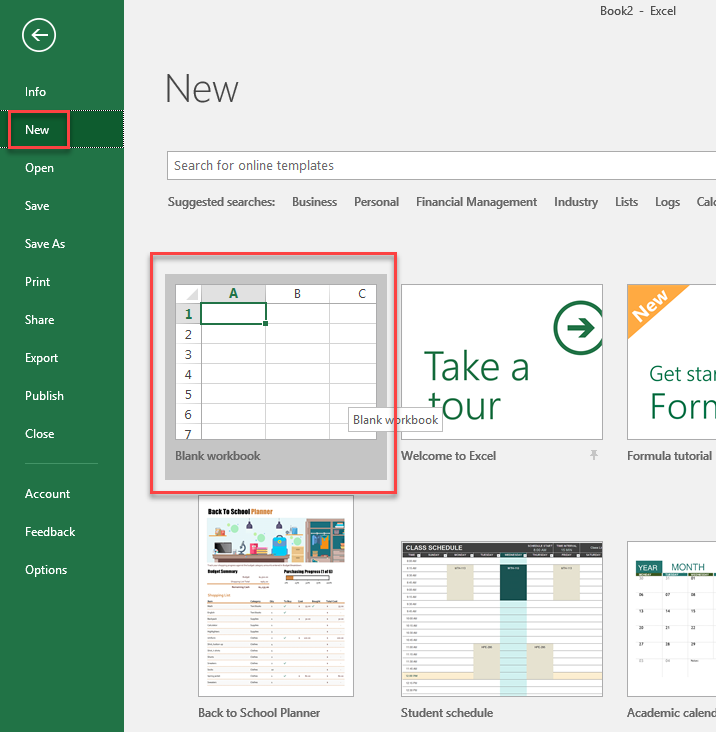 Book2 - Excel
Info
New
Open
Save
Save As
Print
Share
Export
Publish
Close
Account
Feedback
Options
New
Search for online templates
Suggested searches: Business Personal Financial Management Industry Lists Logs Calc
A B C
1
2
3
4
5
6
7
Blank workbook
Blank workbook
Take a
tour
Welcome to Excel
New
Get star
Form
Formula tutorial
Back To School Planner
Budget Summary
Purchasing Progress (1 of 5)
Shopping List
Back to School Planner
CLASS SCHEDULE
Student schedule
YEAR MONTH
Academic calend